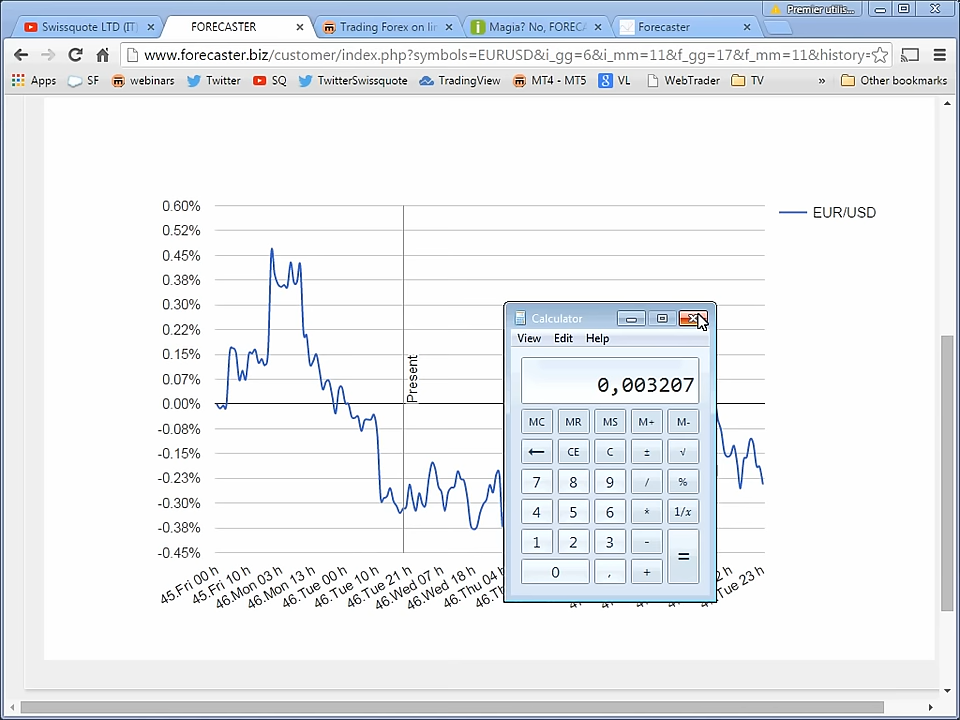 Premier utilis...
Swissquote LTD (IT)
FORECASTER
Trading Forex on li
Magia? No, FOREC
Forecaster
www.forecaster.biz/customer/index.php?symbols=EURUSD&i_gg=6&i_mm=11&f_gg=17&f_mm=11&history=
Apps SF webinars Twitter SQ TwitterSwissquote TradingView MT4 - MT5 VL WebTrader TV » Other bookmarks
0.60%
0.52%
0.45%
0.38%
0.30%
0.22%
0.15%
0.07%
0.00%
-0.08%
-0.15%
-0.23%
-0.30%
-0.38%
-0.45%
EUR/USD
Present
45.Fri 00 h
45.Fri 10 h
46.Mon 03 h
46.Mon 13 h
46.Tue 00 h
46.Tue 10 h
46.Tue 21 h
46.Wed 07 h
46.Wed 18 h
46.Thu 04 h
2 h
Tue 23 h
Calculator
View Edit Help
0,003207
MC MR MS M+ M-
← CE C ± √
7 8 9 / %
4 5 6 * 1/x
1 2 3 - =
0 , +